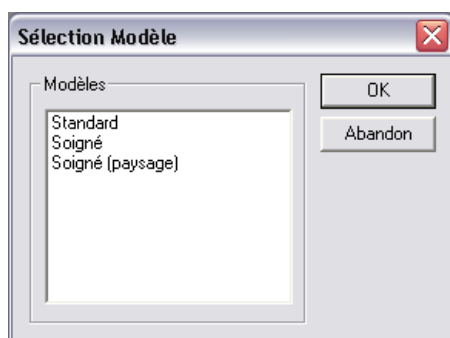 Sélection Modèle
Modèles
Standard
Soigné
Soigné (paysage)
OK
Abandon